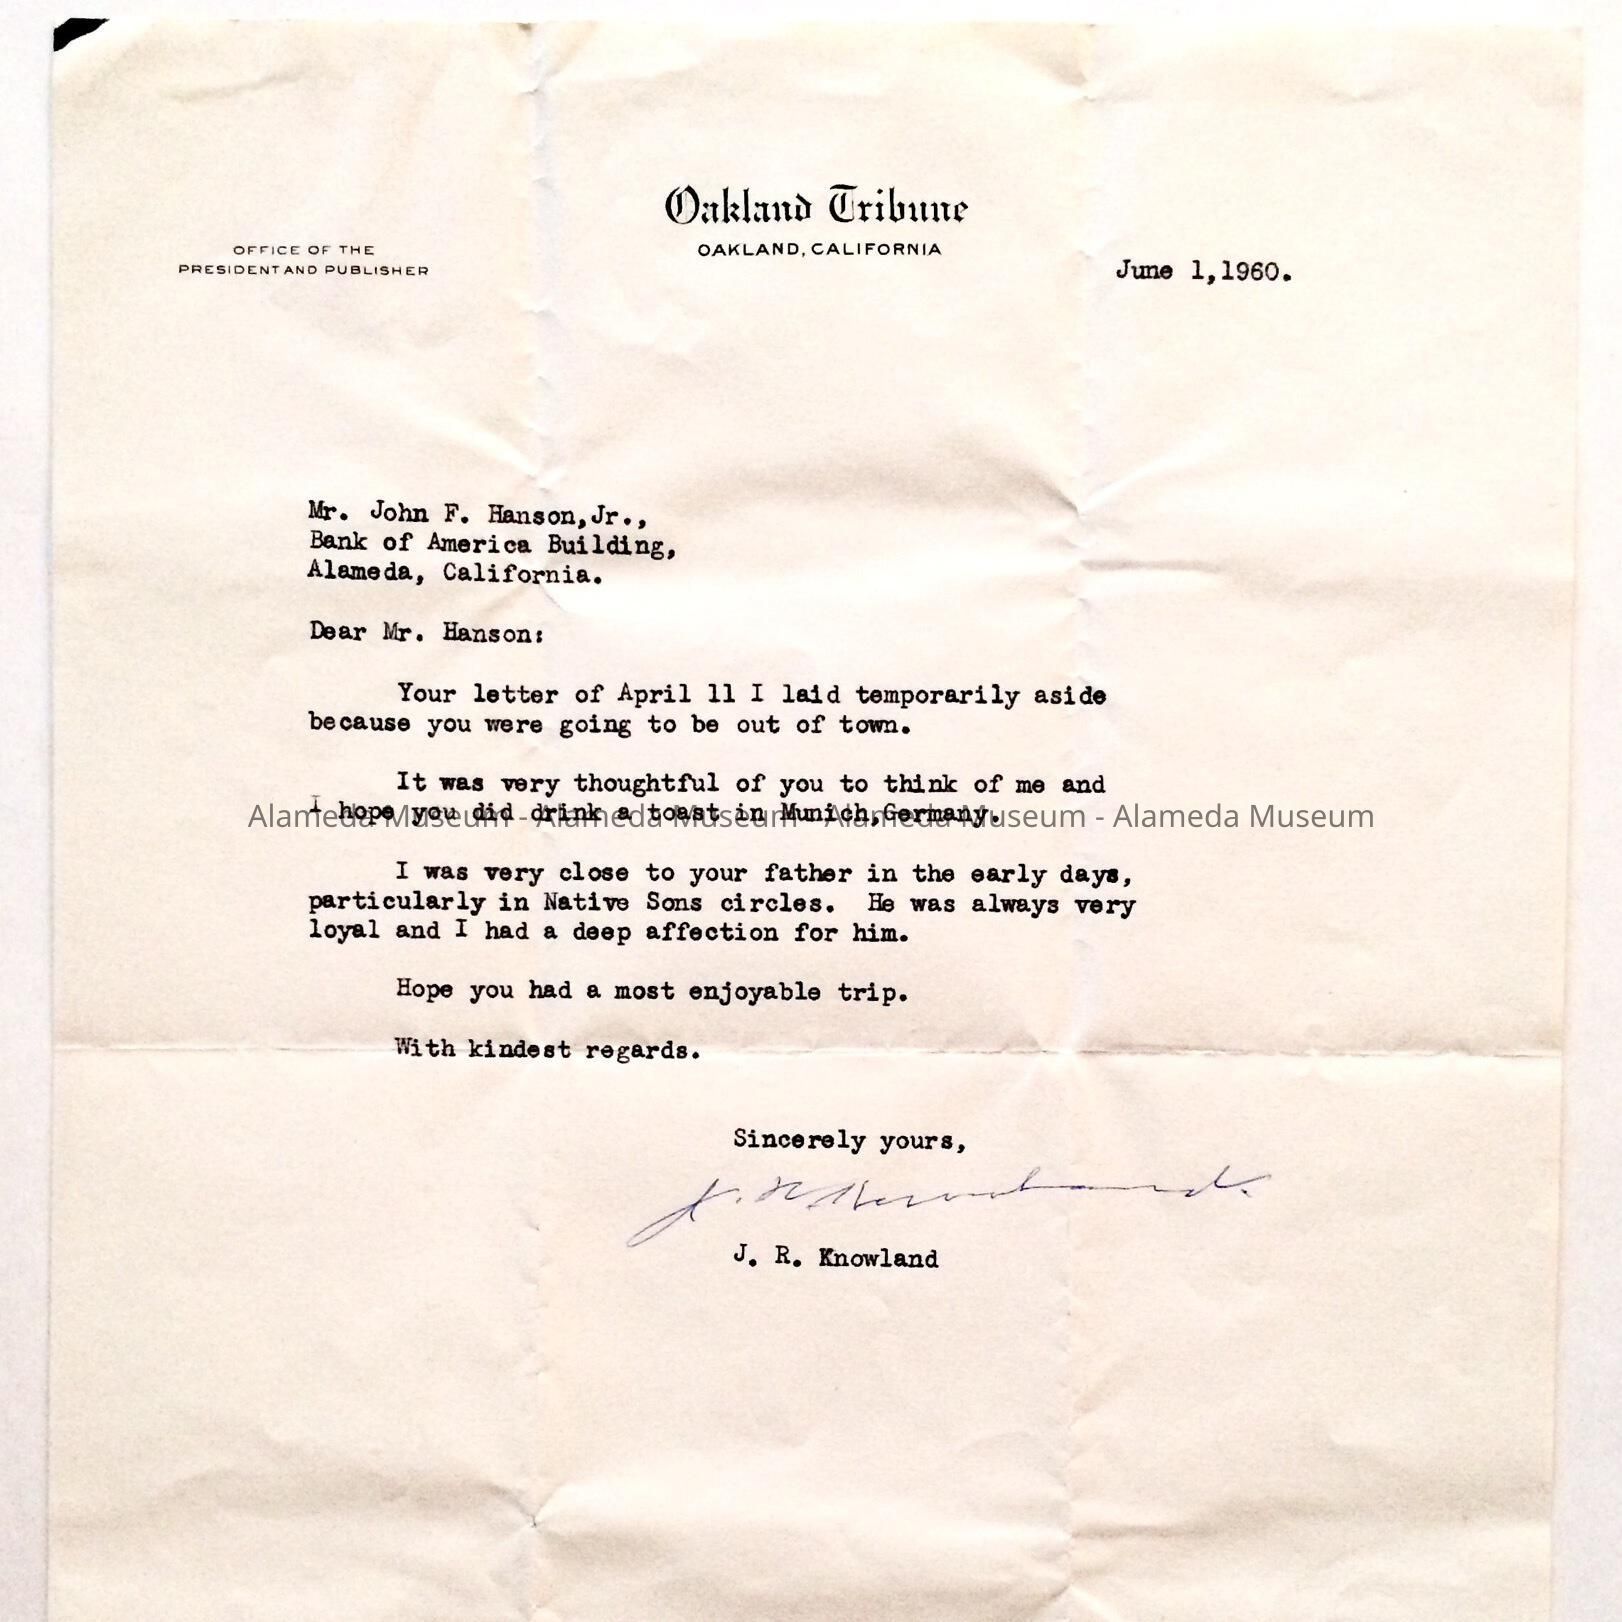 Oakland Tribune
OAKLAND, CALIFORNIA
OFFICE OF THE
PRESIDENT AND PUBLISHER
June 1,1960.
Mr. John F. Hanson,Jr.,
Bank of America Building,
Alameda, California.
Dear Mr. Hanson:
Your letter of April 11 I laid temporarily aside
because you were going to be out of town.
It was very thoughtful of you to think of me and
I hope you did drink a toast in Munich,Germany.
Alameda Museum - Alameda Museum - Alameda Museum - Alameda Museum
I was very close to your father in the early days,
particularly in Native Sons circles. He was always very
loyal and I had a deep affection for him.
Hope you had a most enjoyable trip.
With kindest regards.
Sincerely yours,
J. R. Knowland.
J. R. Knowland